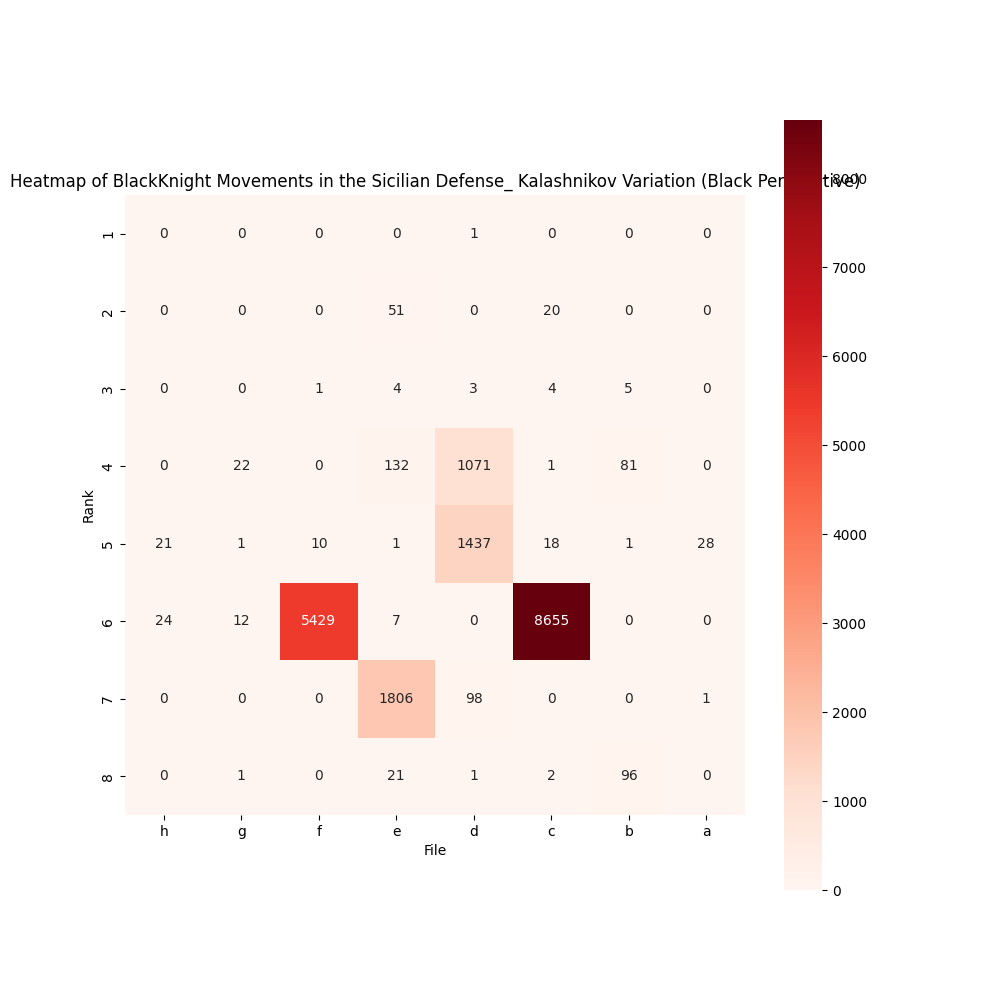 Heatmap of BlackKnight Movements in the Sicilian Defense_ Kalashnikov Variation (Black Per tive)
8000
1 0 0 0 0 1 0 0 0
7000
2 0 0 0 51 0 20 0 0
6000
3 0 0 1 4 3 4 5 0
5000
4 0 22 0 132 1071 1 81 0
Rank
4000
5 21 1 10 1 1437 18 1 28
3000
6 24 12 5429 7 0 8655 0 0
2000
7 0 0 0 1806 98 0 0 1
1000
8 0 1 0 21 1 2 96 0
0
h g f e d c b a
File